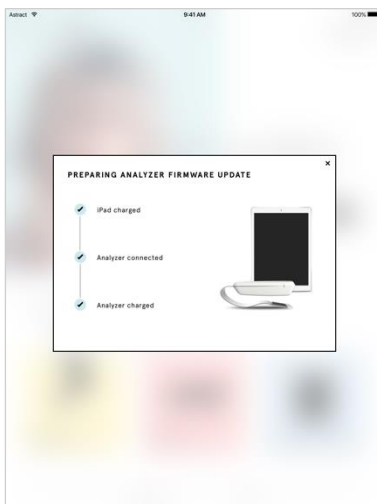 Astract 9:41 AM 100%
PREPARING ANALYZER FIRMWARE UPDATE
iPad charged
Analyzer connected
Analyzer charged